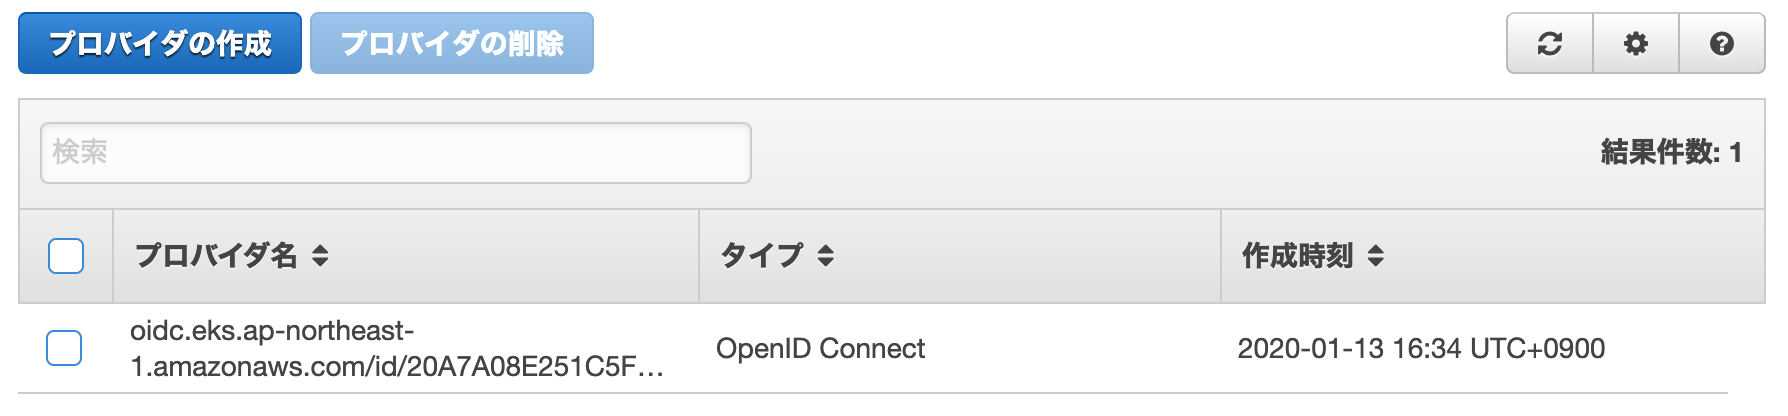 プロバイダの作成 プロバイダの削除
検索 結果件数: 1
プロバイダ名 タイプ 作成時刻
oidc.eks.ap-northeast-
1.amazonaws.com/id/20A7A08E251C5F... OpenID Connect 2020-01-13 16:34 UTC+0900